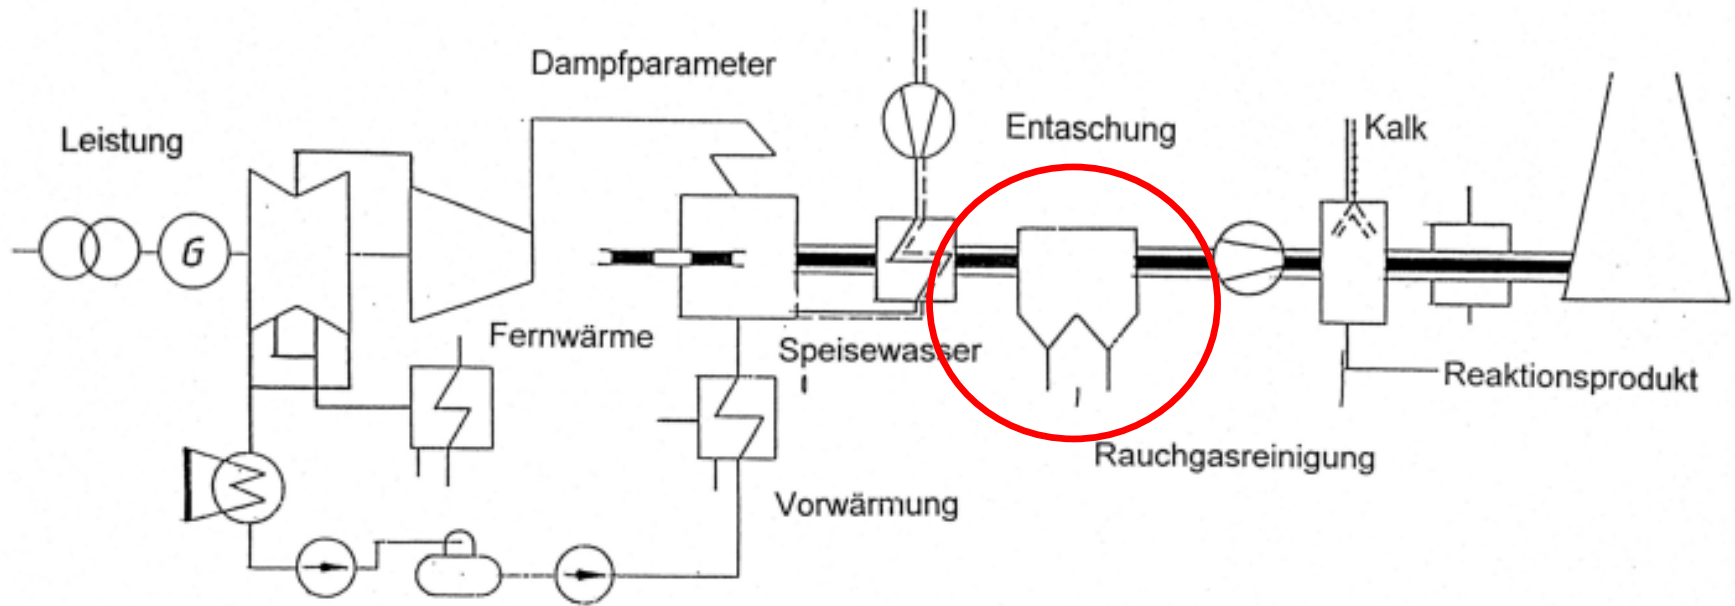 Dampfparameter
Leistung
Entaschung
Kalk
G
Fernwärme
Speisewasser
Reaktionsprodukt
Rauchgasreinigung
Vorwärmung